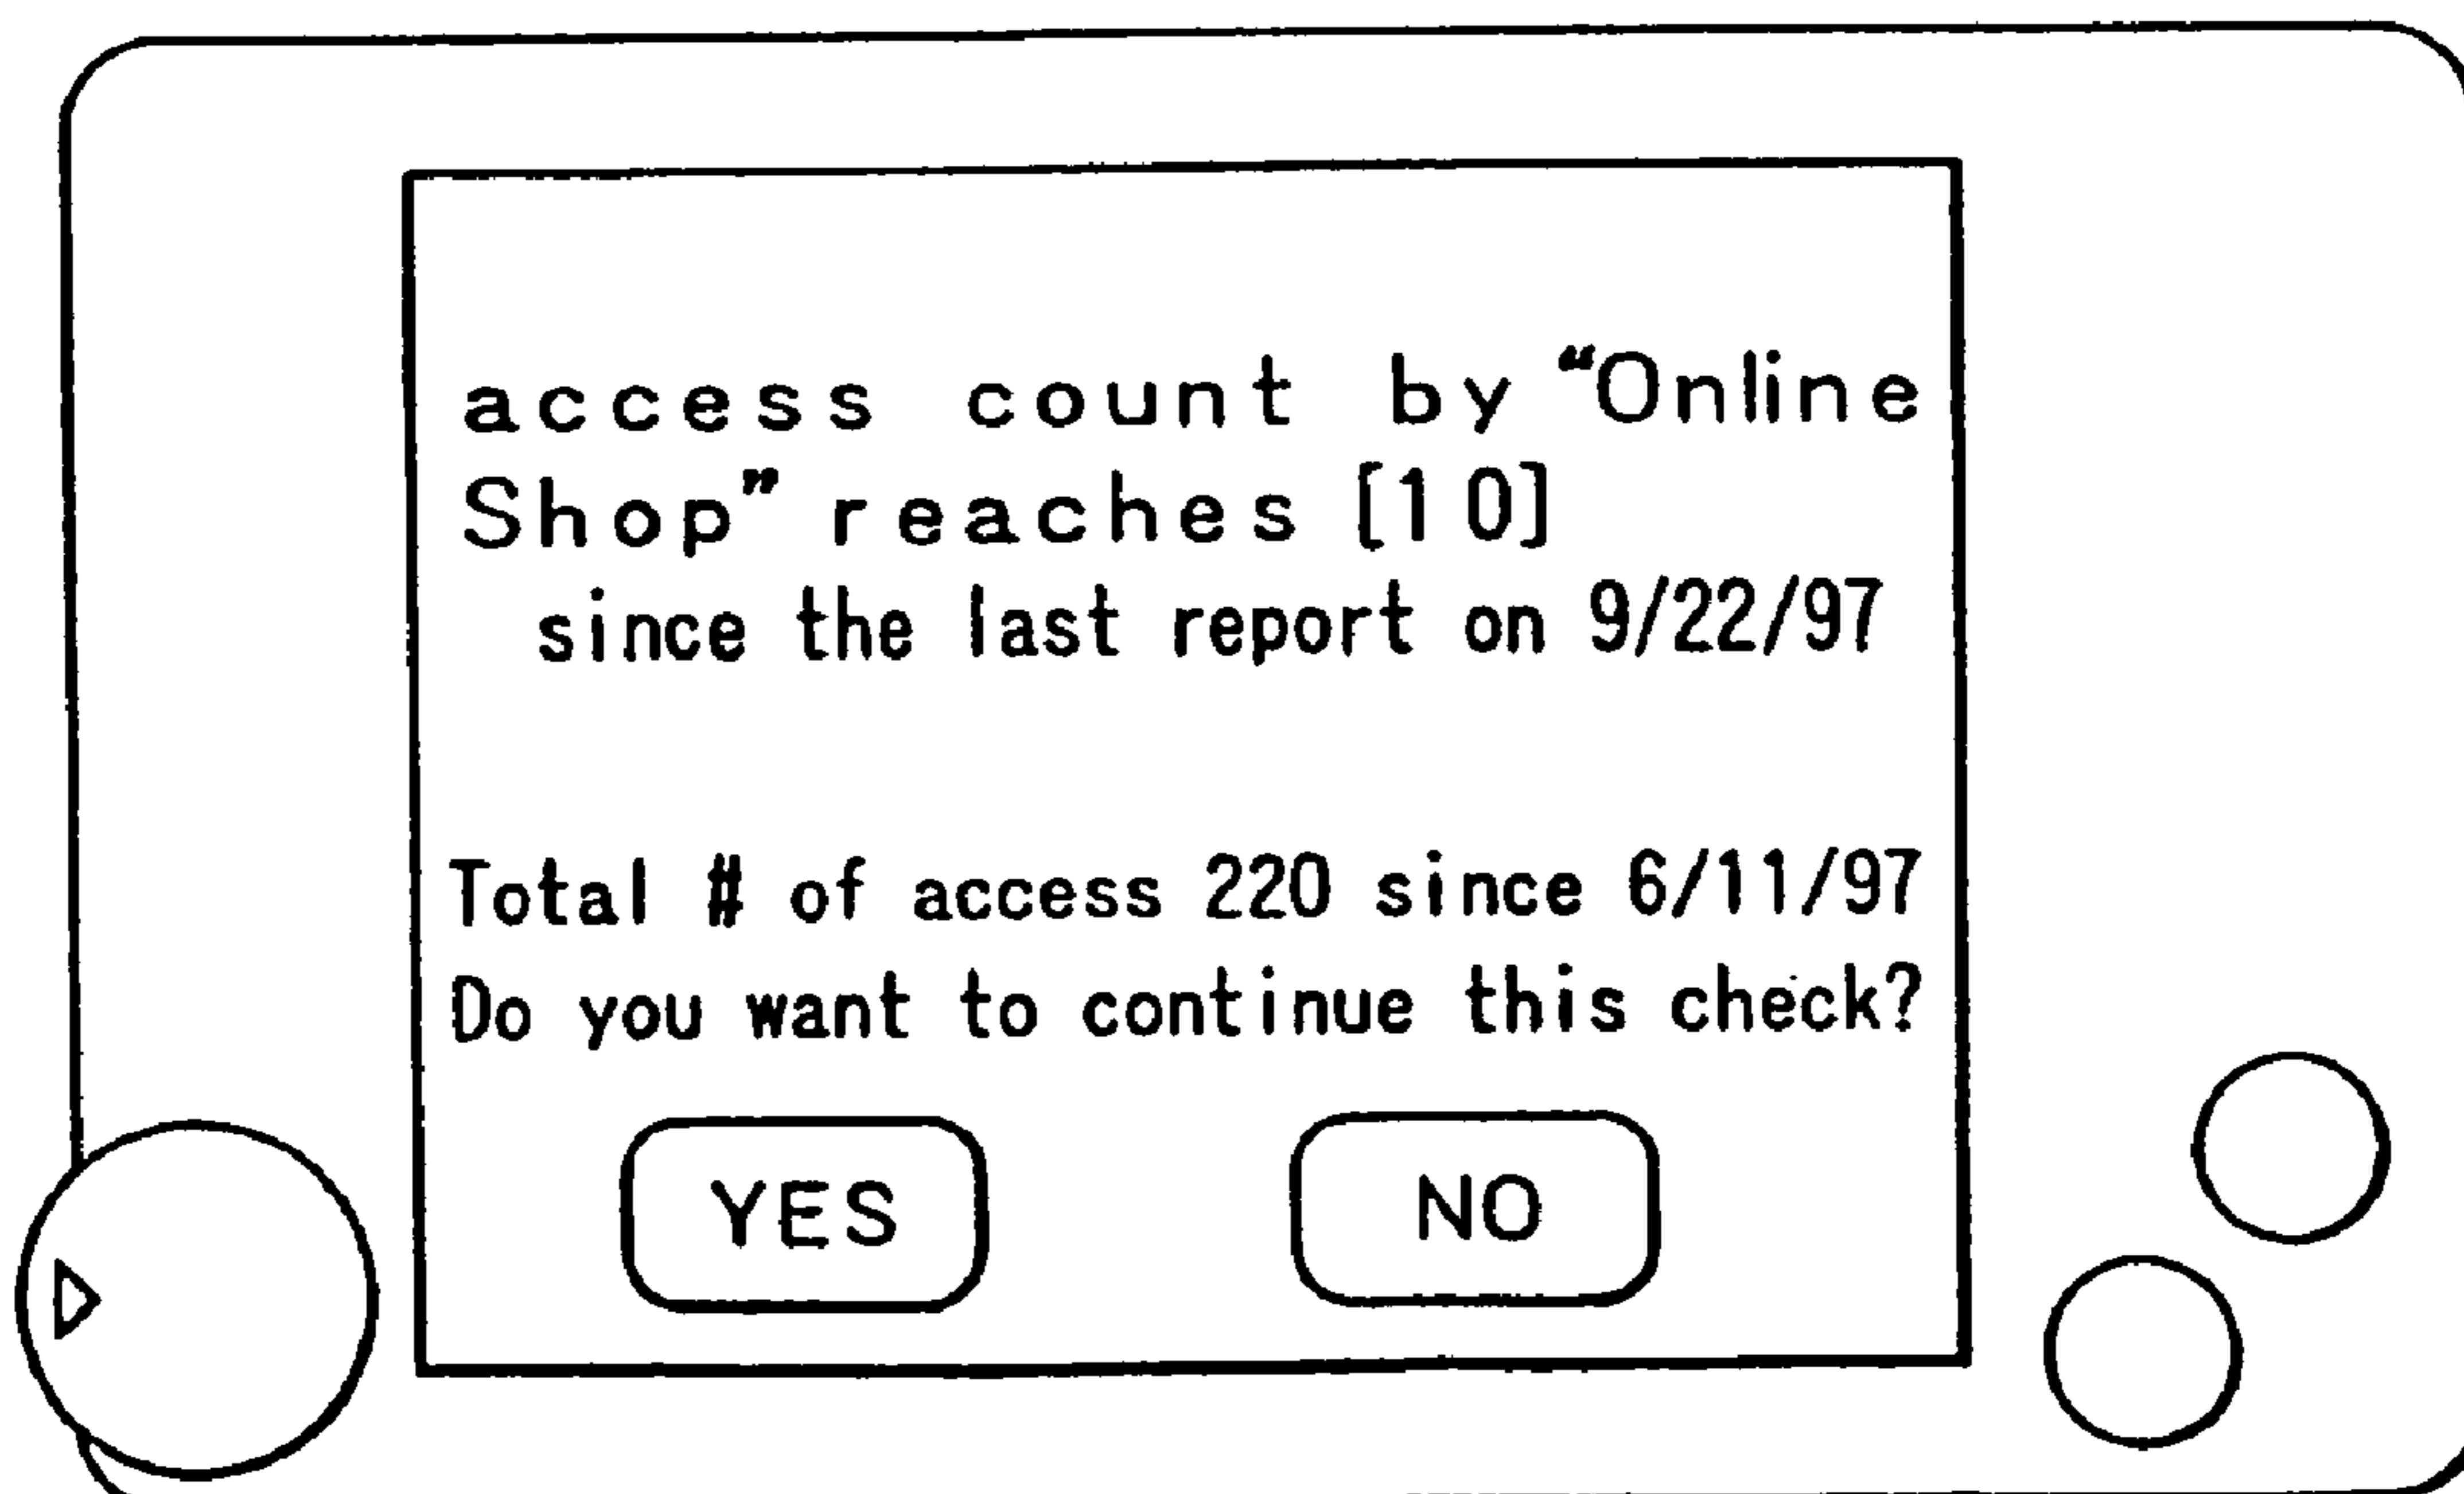 access count by “Online
Shop” reaches [10]
since the last report on 9/22/97
Total # of access 220 since 6/11/97
Do you want to continue this check?
YES NO